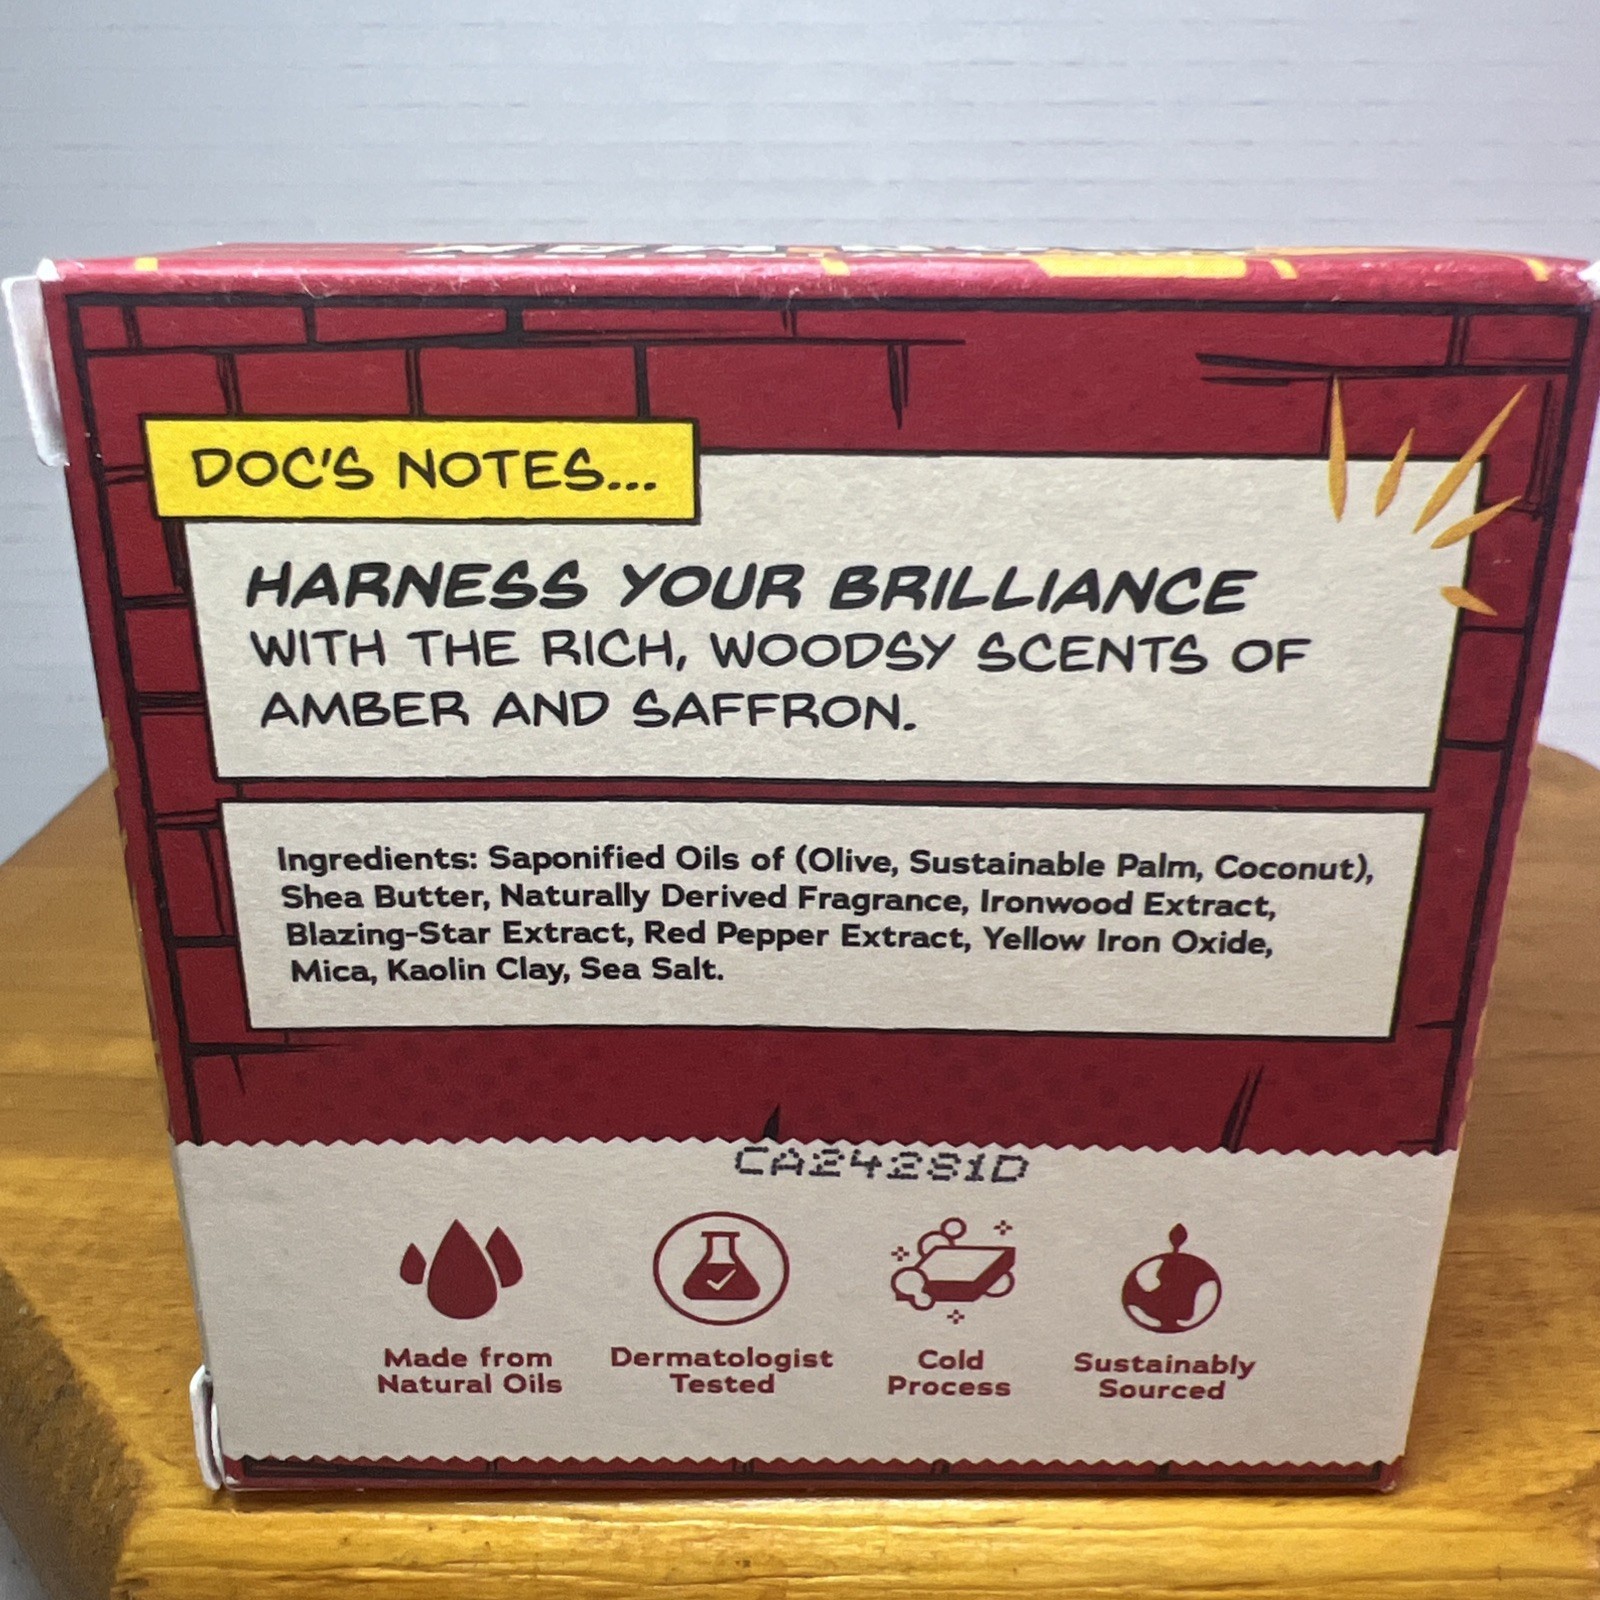 DOC'S NOTES...
HARNESS YOUR BRILLIANCE
WITH THE RICH, WOODSY SCENTS OF
AMBER AND SAFFRON.
Ingredients: Saponified Oils of (Olive, Sustainable Palm, Coconut),
Shea Butter, Naturally Derived Fragrance, Ironwood Extract,
Blazing-Star Extract, Red Pepper Extract, Yellow Iron Oxide,
Mica, Kaolin Clay, Sea Salt.
CA24281D
Made from
Natural Oils
Dermatologist
Tested
Cold
Process
Sustainably
Sourced